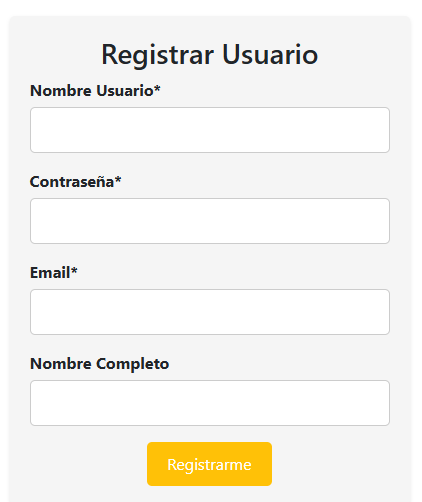 Registrar Usuario
Nombre Usuario*
Contraseña*
Email*
Nombre Completo
Registrarme